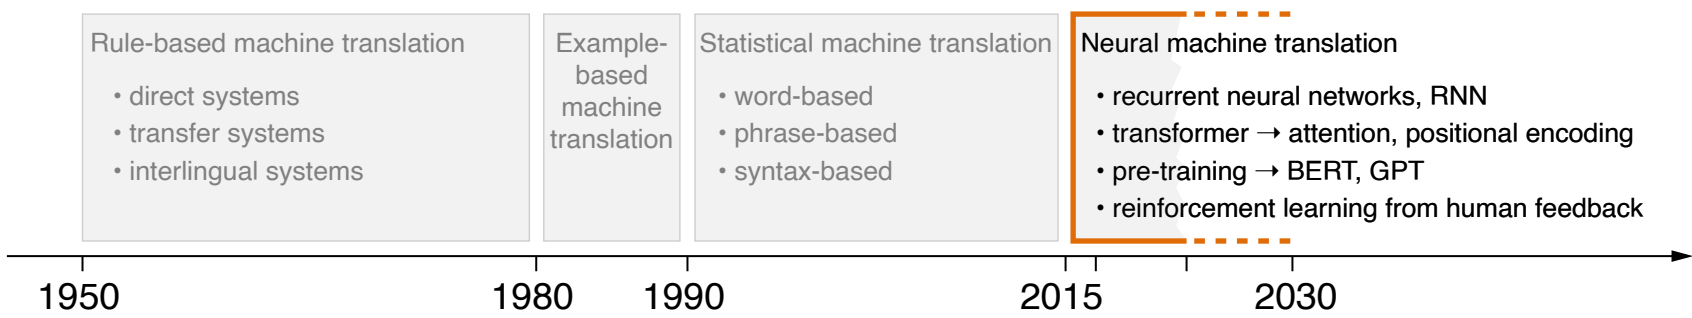 Rule-based machine translation
• direct systems
• transfer systems
• interlingual systems
Example-
based
machine
translation
Statistical machine translation
• word-based
• phrase-based
• syntax-based
Neural machine translation
• recurrent neural networks, RNN
• transformer → attention, positional encoding
• pre-training → BERT, GPT
• reinforcement learning from human feedback
1950
1980
1990
2015
2030